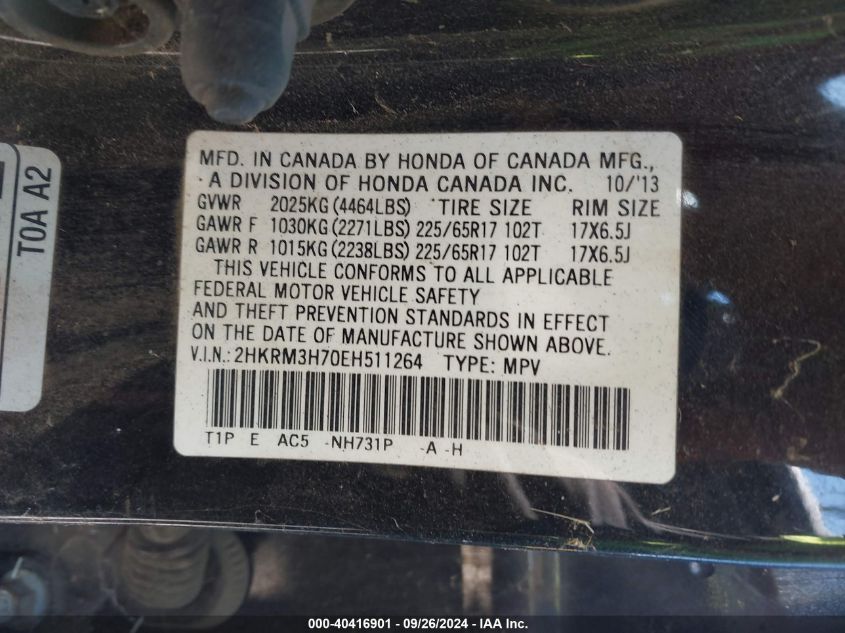 MFD. IN CANADA BY HONDA OF CANADA MFG.,
A DIVISION OF HONDA CANADA INC. 10/'13
GVWR 2025KG (4464LBS) TIRE SIZE RIM SIZE
GAWR F 1030KG (2271LBS) 225/65R17 102T 17X6.5J
GAWR R 1015KG (2238LBS) 225/65R17 102T 17X6.5J
THIS VEHICLE CONFORMS TO ALL APPLICABLE
FEDERAL MOTOR VEHICLE SAFETY
AND THEFT PREVENTION STANDARDS IN EFFECT
ON THE DATE OF MANUFACTURE SHOWN ABOVE.
V.I.N.: 2HKRM3H70EH511264 TYPE: MPV
T1P E AC5 -NH731P -A -H
T0A A2
000-40416901 - 09/26/2024 - IAA Inc.